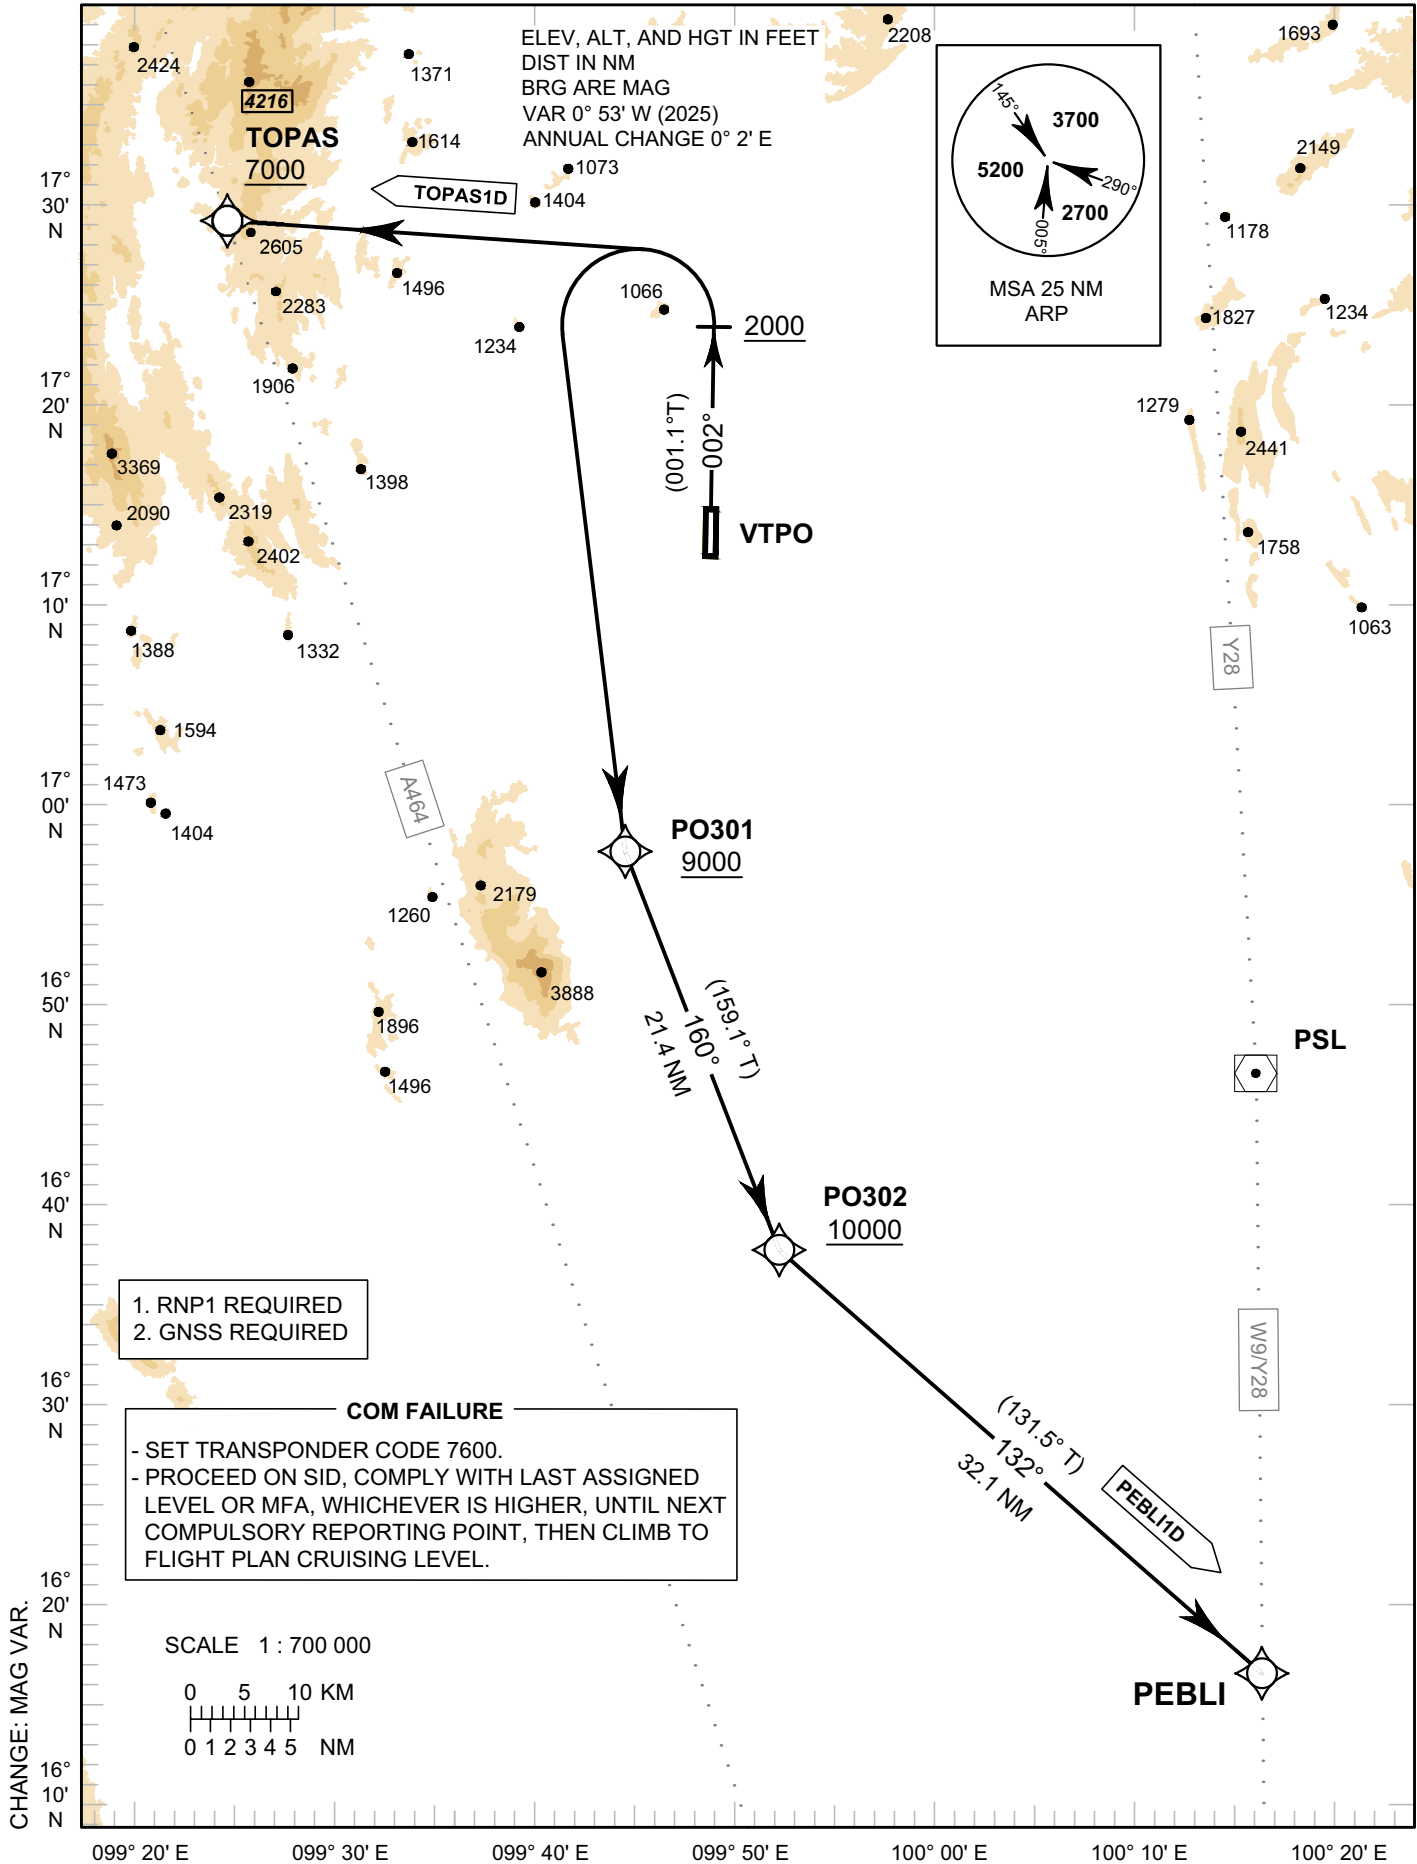 ELEV, ALT, AND HGT IN FEET
DIST IN NM
BRG ARE MAG
VAR 0° 53' W (2025)
ANNUAL CHANGE 0° 2' E
2424
4216
1371
2208
1693
TOPAS
7000
1614
1073
1404
TOPAS1D
145°
3700
5200
290°
2700
005°
MSA 25 NM
ARP
2149
1178
17°
30'
N
2605
2283
1496
1066
1234
2000
1827
1234
1906
17°
20'
N
(001.1°T)
002°
1279
2441
3369
1398
2090
2319
2402
VTPO
1758
17°
10'
N
1388
1332
1063
Y28
1594
1473
1404
A464
17°
00'
N
PO301
9000
2179
1260
3888
16°
50'
N
1896
1496
(159.1° T)
160°
21.4 NM
PSL
16°
40'
N
PO302
10000
1. RNP1 REQUIRED
2. GNSS REQUIRED
W9/Y28
16°
30'
N
COM FAILURE
- SET TRANSPONDER CODE 7600.
- PROCEED ON SID, COMPLY WITH LAST ASSIGNED
LEVEL OR MFA, WHICHEVER IS HIGHER, UNTIL NEXT
COMPULSORY REPORTING POINT, THEN CLIMB TO
FLIGHT PLAN CRUISING LEVEL.
(131.5° T)
132°
32.1 NM
PEBLI1D
16°
20'
N
SCALE 1 : 700 000
0 5 10 KM
0 1 2 3 4 5 NM
PEBLI
16°
10'
N
CHANGE: MAG VAR.
099° 20' E 099° 30' E 099° 40' E 099° 50' E 100° 00' E 100° 10' E 100° 20' E